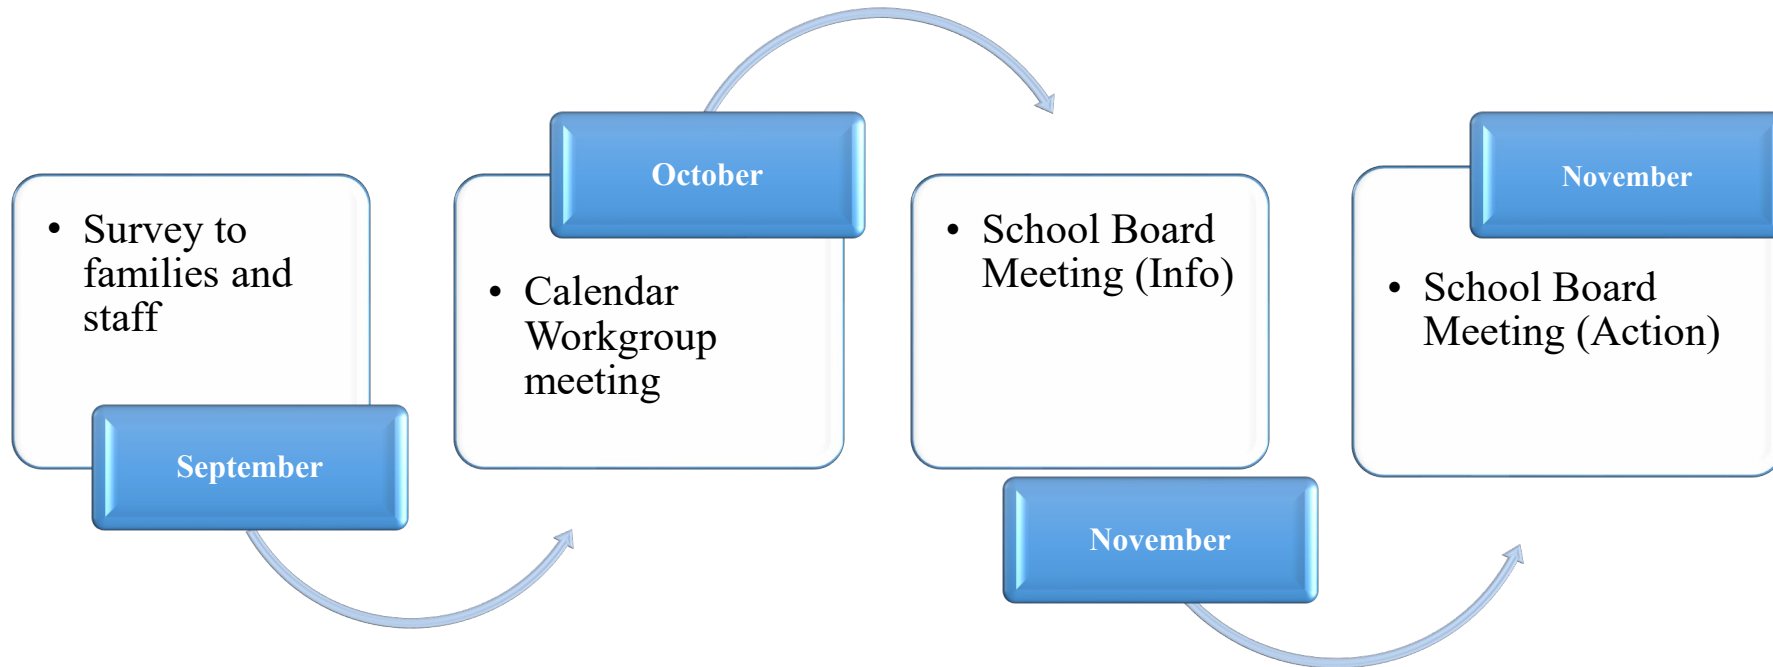 • Survey to
families and
staff
September
October
• Calendar
Workgroup
meeting
• School Board
Meeting (Info)
November
November
• School Board
Meeting (Action)